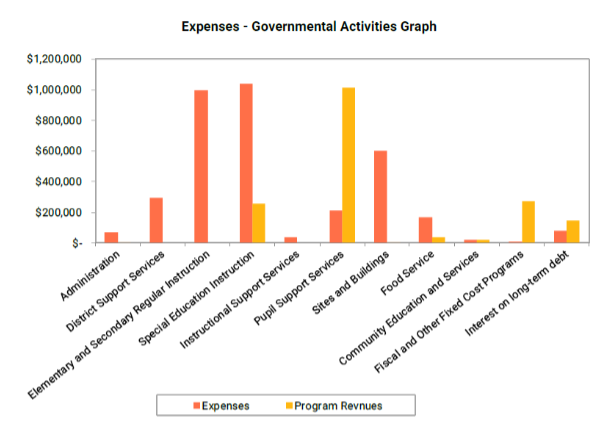 Expenses - Governmental Activities Graph
$1,200,000
$1,000,000
$800,000
$600,000
$400,000
$200,000
$-
Administration
District Support Services
Elementary and Secondary Regular Instruction
Special Education Instruction
Instructional Support Services
Pupil Support Services
Sites and Buildings
Food Service
Community Education and Services
Fiscal and Other Fixed Cost Programs
Interest on long-term debt
Expenses
Program Revnues